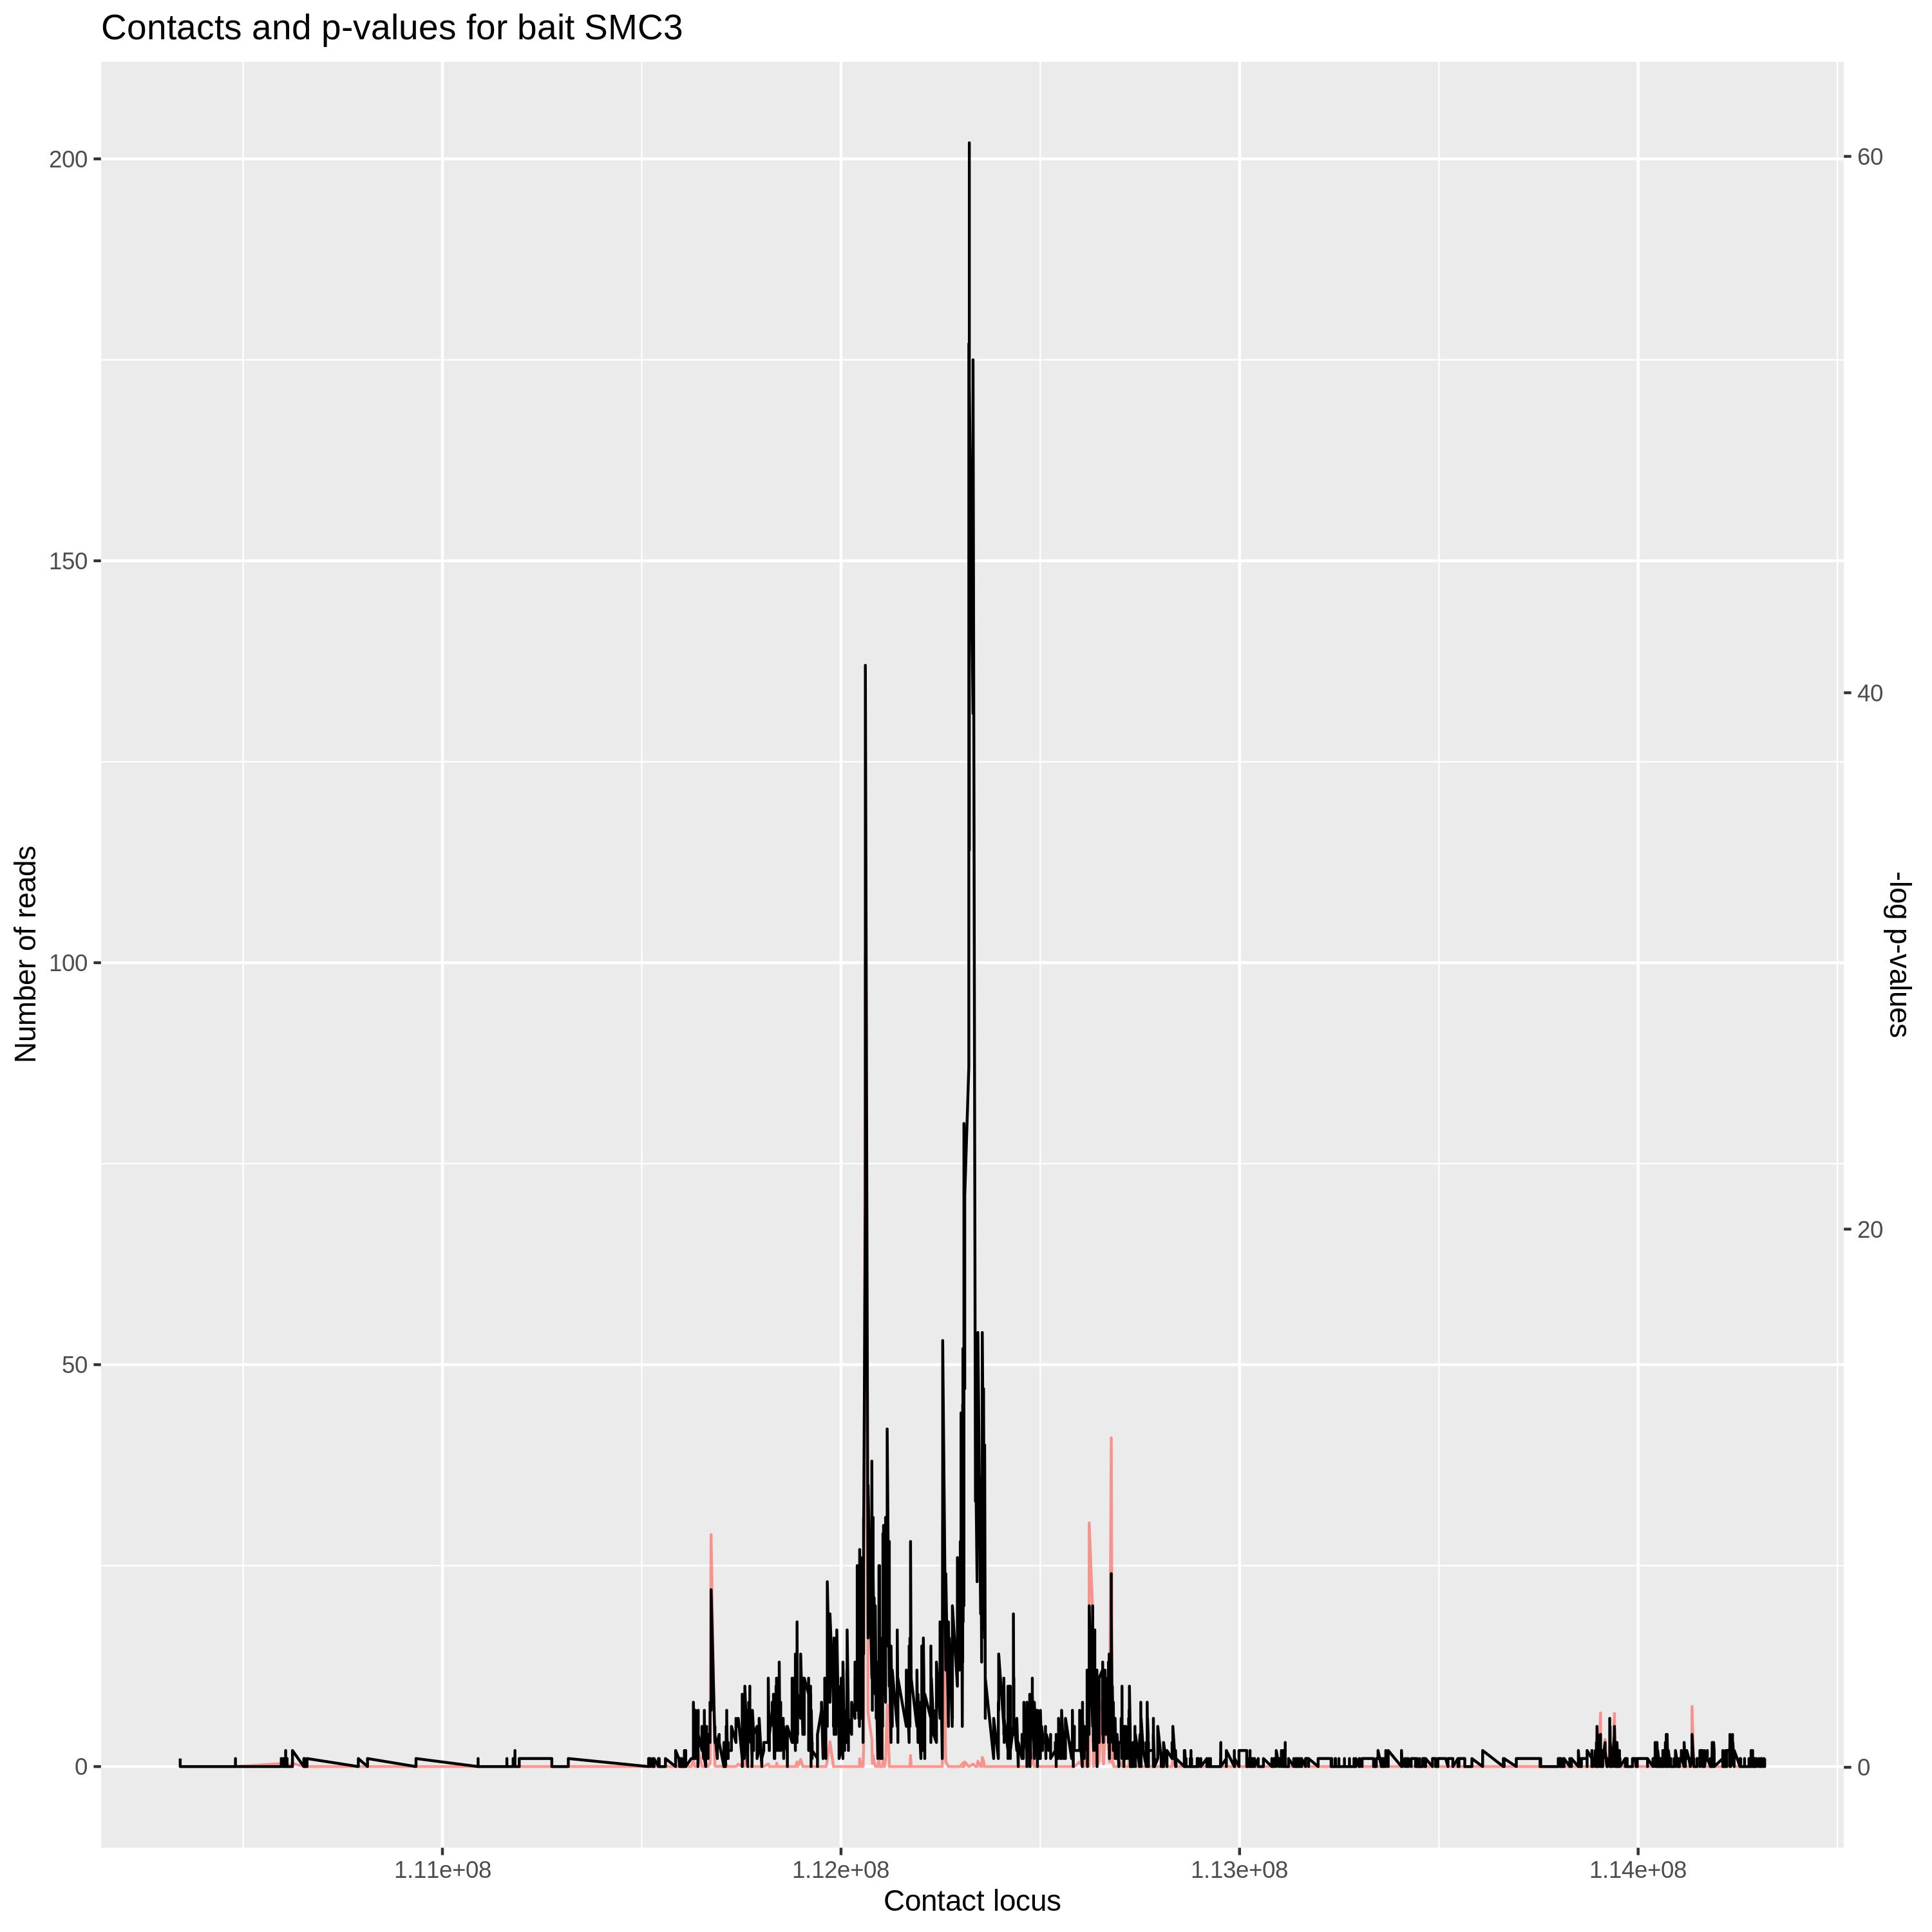 Contacts and p-values for bait SMC3
200
150
100
50
0
Number of reads
60
40
20
0
-log p-values
1.11e+08
1.12e+08
1.13e+08
1.14e+08
Contact locus